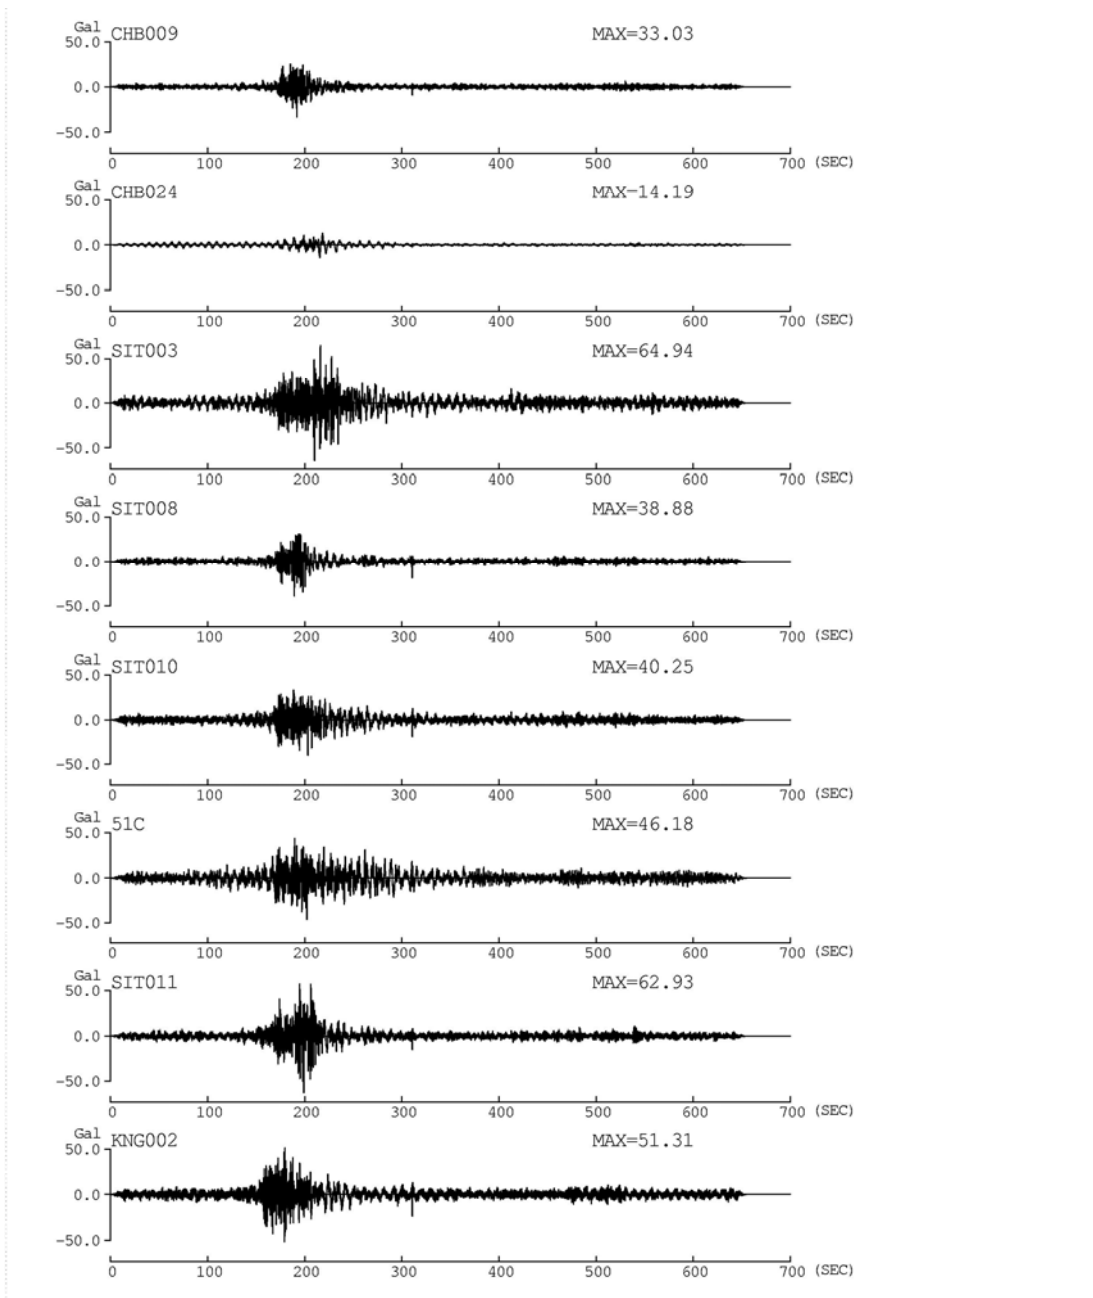 Gal CHB009 MAX=33.03
50.0
0.0
-50.0
0 100 200 300 400 500 600 700 (SEC)
Gal CHB024 MAX=14.19
50.0
0.0
-50.0
0 100 200 300 400 500 600 700 (SEC)
Gal SIT003 MAX=64.94
50.0
0.0
-50.0
0 100 200 300 400 500 600 700 (SEC)
Gal SIT008 MAX=38.88
50.0
0.0
-50.0
0 100 200 300 400 500 600 700 (SEC)
Gal SIT010 MAX=40.25
50.0
0.0
-50.0
0 100 200 300 400 500 600 700 (SEC)
Gal 51C MAX=46.18
50.0
0.0
-50.0
0 100 200 300 400 500 600 700 (SEC)
Gal SIT011 MAX=62.93
50.0
0.0
-50.0
0 100 200 300 400 500 600 700 (SEC)
Gal KNG002 MAX=51.31
50.0
0.0
-50.0
0 100 200 300 400 500 600 700 (SEC)